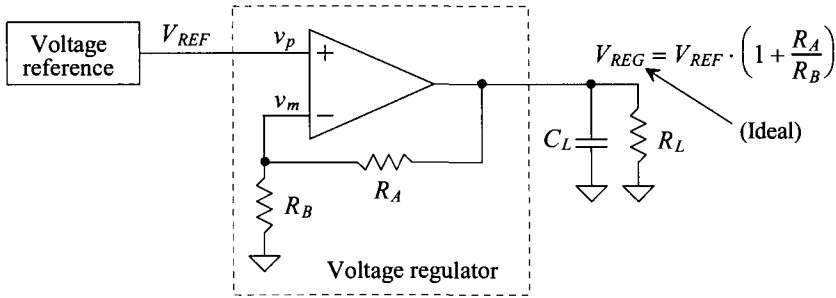 Voltage
reference
V_REF
v_p
+
v_m
−
R_A
R_B
Voltage regulator
C_L
R_L
V_REG = V_REF · (1 + R_A/R_B)
(Ideal)